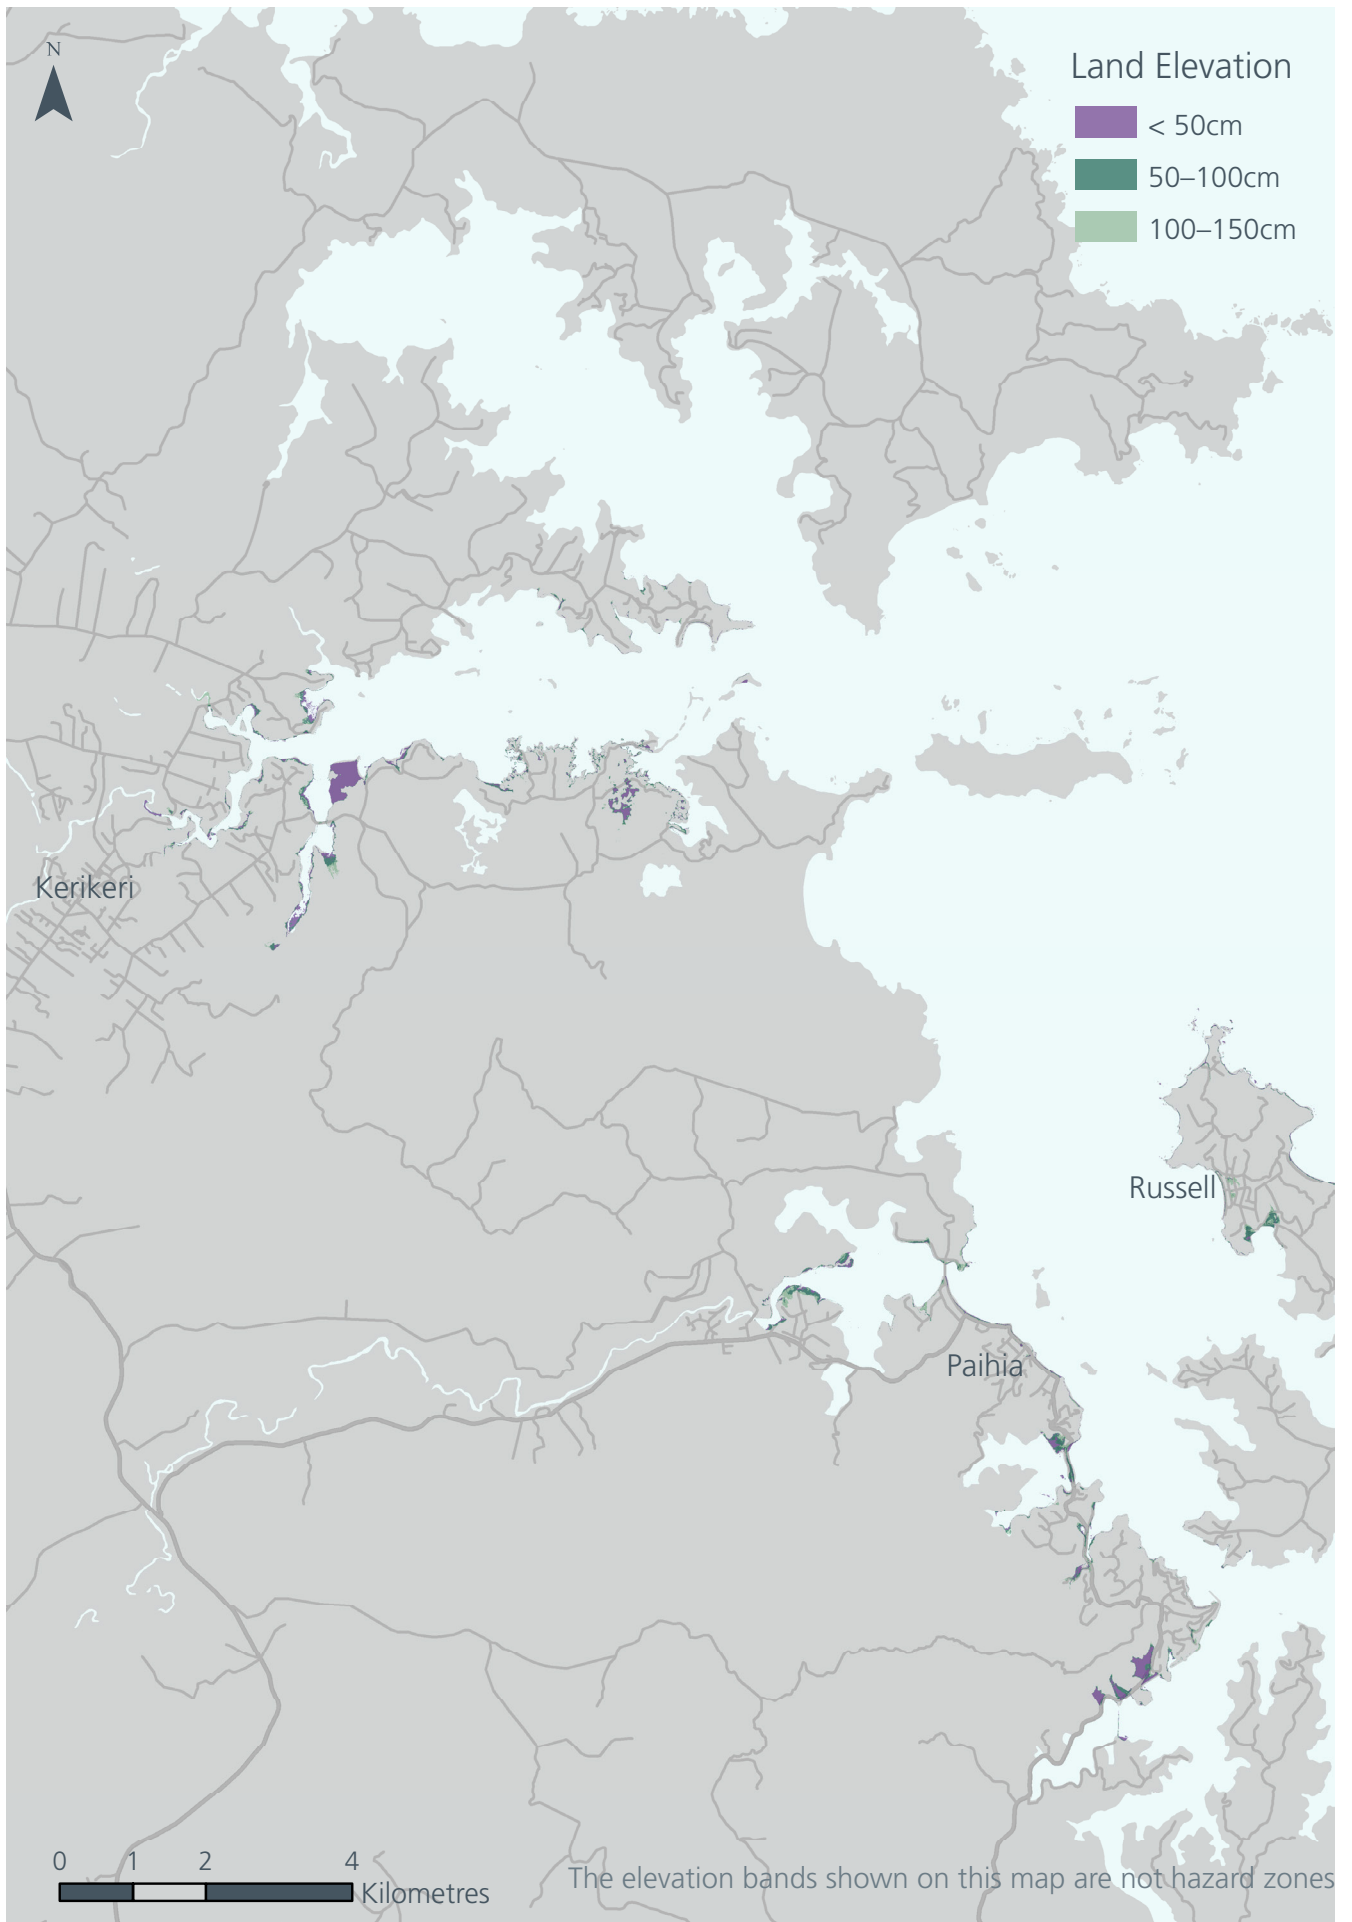 N
Land Elevation
< 50cm
50–100cm
100–150cm
Kerikeri
Russell
Paihia
0 1 2 4
Kilometres
The elevation bands shown on this map are not hazard zones